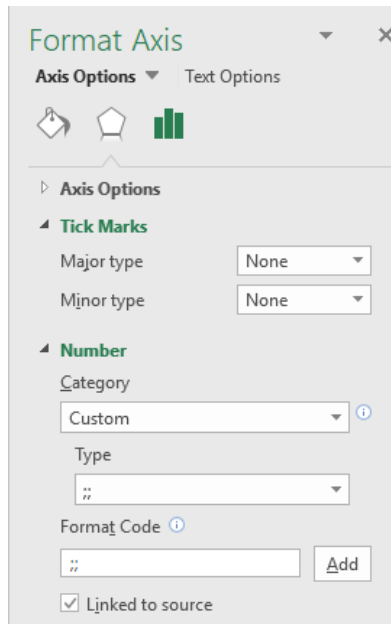 Format Axis
Axis Options Text Options
Axis Options
Tick Marks
Major type None
Minor type None
Number
Category
Custom
Type
;;
Format Code
;; Add
Linked to source